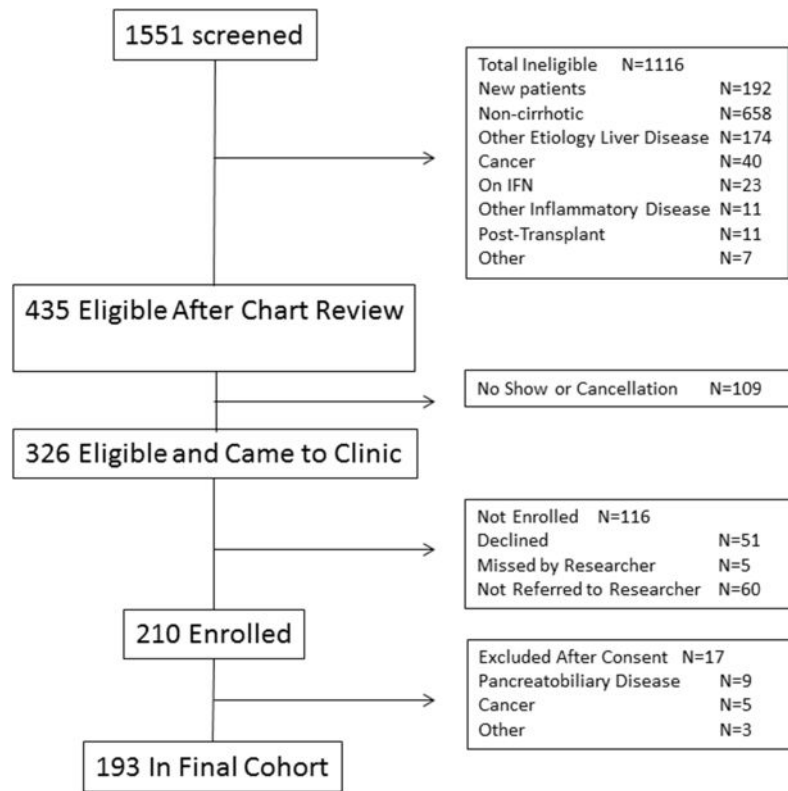 1551 screened
Total Ineligible N=1116
New patients N=192
Non-cirrhotic N=658
Other Etiology Liver Disease N=174
Cancer N=40
On IFN N=23
Other Inflammatory Disease N=11
Post-Transplant N=11
Other N=7
435 Eligible After Chart Review
No Show or Cancellation N=109
326 Eligible and Came to Clinic
Not Enrolled N=116
Declined N=51
Missed by Researcher N=5
Not Referred to Researcher N=60
210 Enrolled
Excluded After Consent N=17
Pancreatobiliary Disease N=9
Cancer N=5
Other N=3
193 In Final Cohort